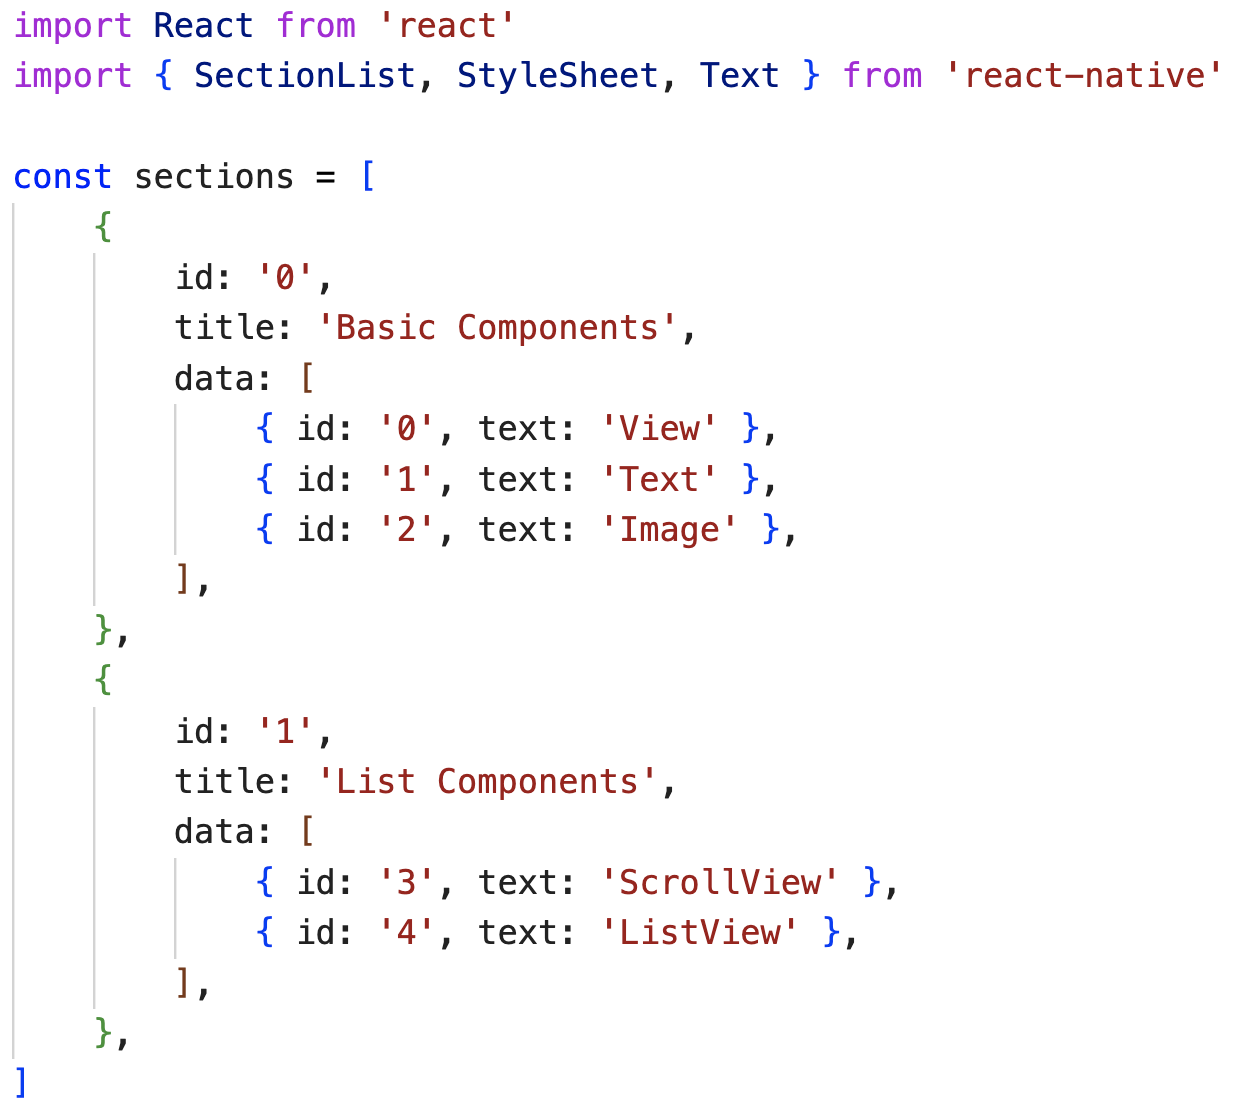 import React from 'react'
import { SectionList, StyleSheet, Text } from 'react-native'

const sections = [
    {
        id: '0',
        title: 'Basic Components',
        data: [
            { id: '0', text: 'View' },
            { id: '1', text: 'Text' },
            { id: '2', text: 'Image' },
        ],
    },
    {
        id: '1',
        title: 'List Components',
        data: [
            { id: '3', text: 'ScrollView' },
            { id: '4', text: 'ListView' },
        ],
    },
]